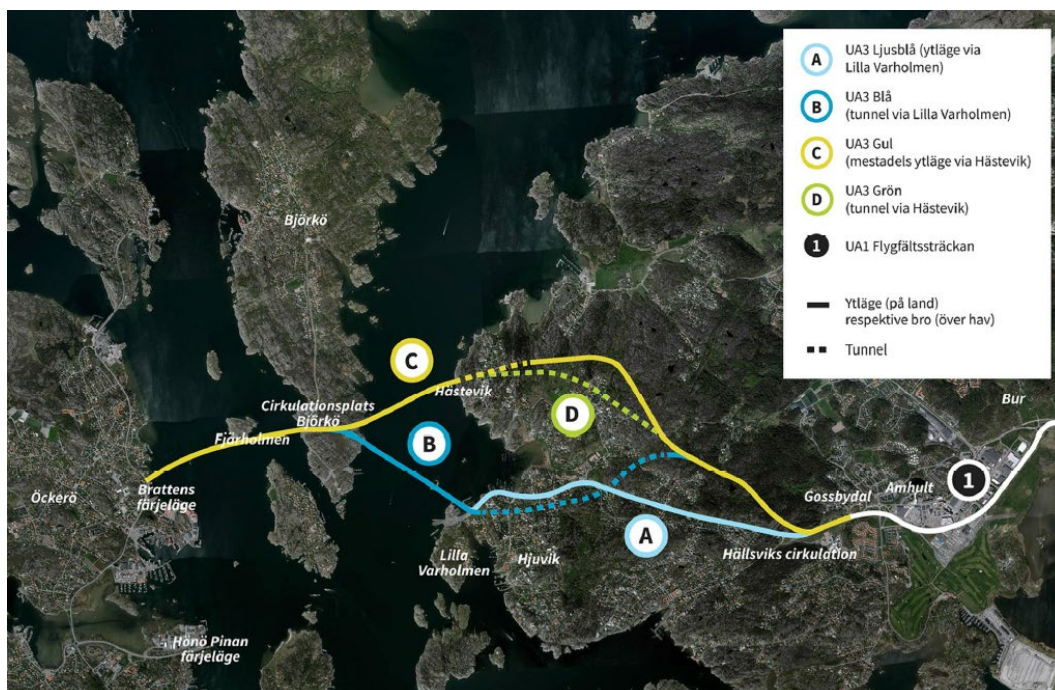 A
UA3 Ljusblå (ytläge via
Lilla Varholmen)
B
UA3 Blå
(tunnel via Lilla Varholmen)
C
UA3 Gul
(mestadels ytläge via Hästevik)
D
UA3 Grön
(tunnel via Hästevik)
1
UA1 Flygfältssträckan
Ytläge (på land)
respektive bro (över hav)
Tunnel
Björkö
C
Hästevik
Cirkulationsplats
Björkö
D
Bur
B
Fjärholmen
1
Amhult
Brattens
färjeläge
Öckerö
Gossbydal
A
Lilla
Varholmen
Hjuvik
Hällsviks cirkulation
Hönö Pinan
färjeläge